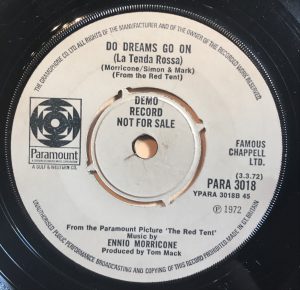 THE GRAMOPHONE CO. LTD. ALL RIGHTS OF THE MANUFACTURER AND OF THE OWNER OF THE RECORDED WORK RESERVED
DO DREAMS GO ON
(La Tenda Rossa)
(Morricone/Simon & Mark)
(From the Red Tent)
DEMO
RECORD
NOT FOR SALE
Paramount
A GULF & WESTERN CO.
FAMOUS
CHAPPELL
LTD.
(3.3.72)
PARA 3018
YPARA 3018B 45
℗ 1972
From the Paramount Picture 'The Red Tent'
Music by
ENNIO MORRICONE
Produced by Tom Mack
UNAUTHORISED PUBLIC PERFORMANCE BROADCASTING AND COPYING OF THIS RECORD PROHIBITED MADE IN GT. BRITAIN